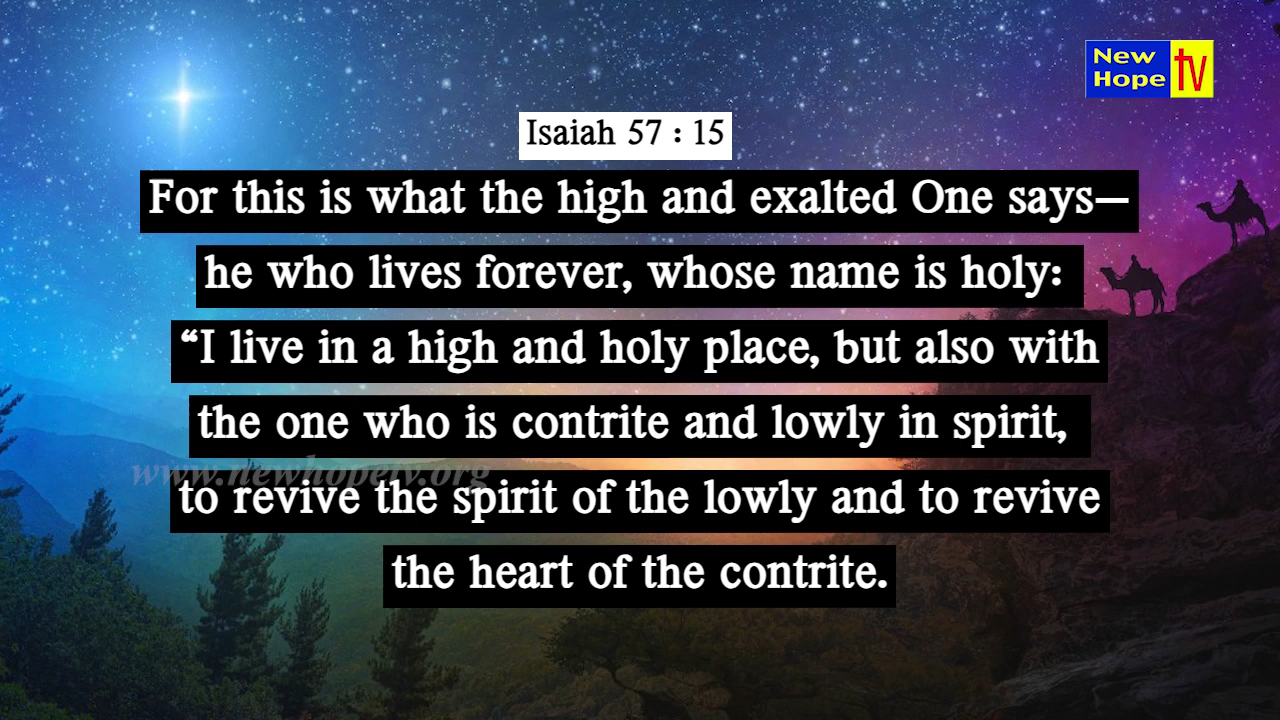 New
Hope tv
Isaiah 57 : 15
For this is what the high and exalted One says—
he who lives forever, whose name is holy:
“I live in a high and holy place, but also with
the one who is contrite and lowly in spirit,
www.newhopetv.org
to revive the spirit of the lowly and to revive
the heart of the contrite.